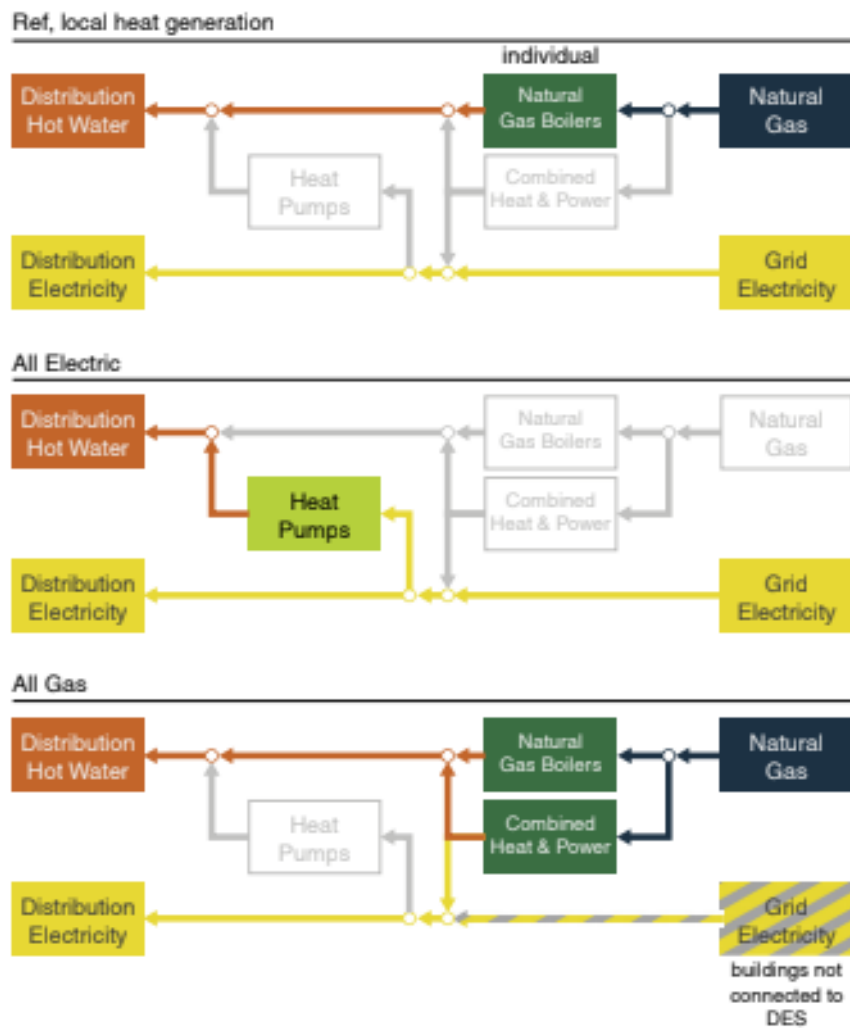 Ref, local heat generation
individual
Distribution
Hot Water
Natural
Gas Boilers
Natural
Gas
Heat
Pumps
Combined
Heat & Power
Distribution
Electricity
Grid
Electricity
All Electric
Distribution
Hot Water
Natural
Gas Boilers
Natural
Gas
Heat
Pumps
Combined
Heat & Power
Distribution
Electricity
Grid
Electricity
All Gas
Distribution
Hot Water
Natural
Gas Boilers
Natural
Gas
Heat
Pumps
Combined
Heat & Power
Distribution
Electricity
Grid
Electricity
buildings not
connected to
DES